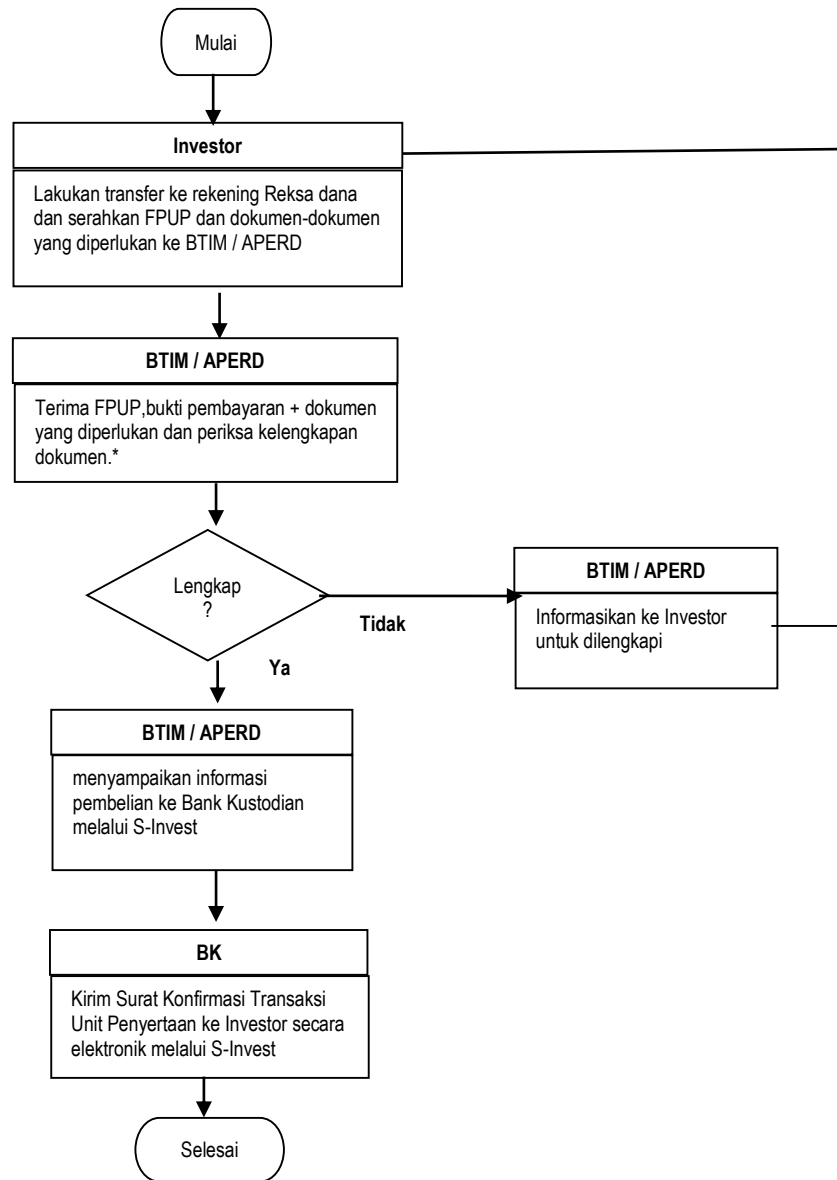 Mulai
Investor
Lakukan transfer ke rekening Reksa dana
dan serahkan FPUP dan dokumen-dokumen
yang diperlukan ke BTIM / APERD
BTIM / APERD
Terima FPUP,bukti pembayaran + dokumen
yang diperlukan dan periksa kelengkapan
dokumen.*
Lengkap
?
Tidak
BTIM / APERD
Informasikan ke Investor
untuk dilengkapi
Ya
BTIM / APERD
menyampaikan informasi
pembelian ke Bank Kustodian
melalui S-Invest
BK
Kirim Surat Konfirmasi Transaksi
Unit Penyertaan ke Investor secara
elektronik melalui S-Invest
Selesai